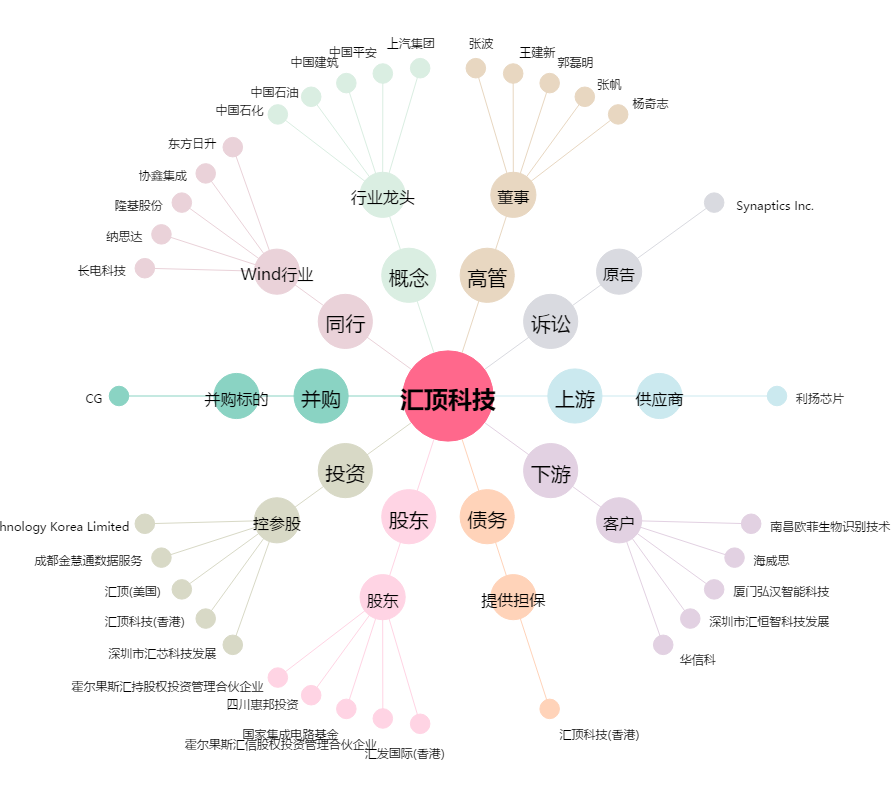 上汽集团
中国平安
中国建筑
中国石油
中国石化
行业龙头
概念
张波
王建新
郭磊明
张帆
杨奇志
董事
高管
Synaptics Inc.
原告
诉讼
东方日升
协鑫集成
隆基股份
纳思达
长电科技
Wind行业
同行
CG
并购标的
并购
汇顶科技
上游
供应商
利扬芯片
投资
控参股
hnology Korea Limited
成都金慧通数据服务
汇顶(美国)
汇顶科技(香港)
深圳市汇芯科技发展
股东
股东
霍尔果斯汇持股权投资管理合伙企业
四川惠邦投资
国家集成电路基金
霍尔果斯汇信股权投资管理合伙企业
汇发国际(香港)
债务
提供担保
汇顶科技(香港)
下游
客户
南昌欧菲生物识别技术
海威思
厦门弘汉智能科技
深圳市汇恒智科技发展
华信科